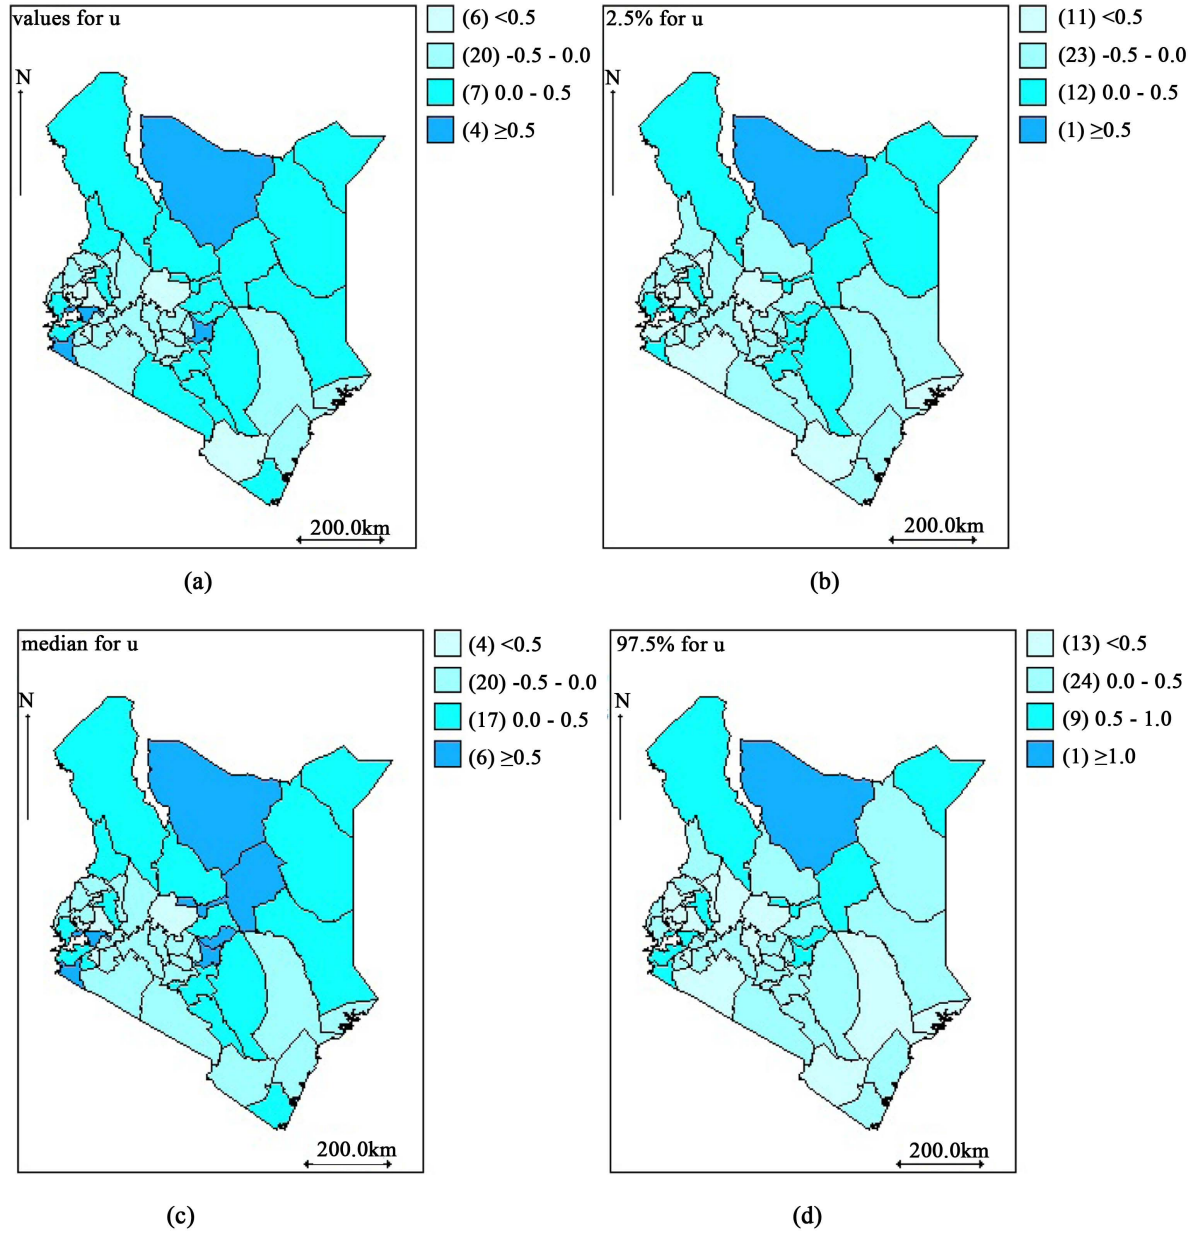 values for u
(6) <0.5
(20) -0.5 - 0.0
(7) 0.0 - 0.5
(4) ≥0.5
N
200.0km
(a)
2.5% for u
(11) <0.5
(23) -0.5 - 0.0
(12) 0.0 - 0.5
(1) ≥0.5
N
200.0km
(b)
median for u
(4) <0.5
(20) -0.5 - 0.0
(17) 0.0 - 0.5
(6) ≥0.5
N
200.0km
(c)
97.5% for u
(13) <0.5
(24) 0.0 - 0.5
(9) 0.5 - 1.0
(1) ≥1.0
N
200.0km
(d)